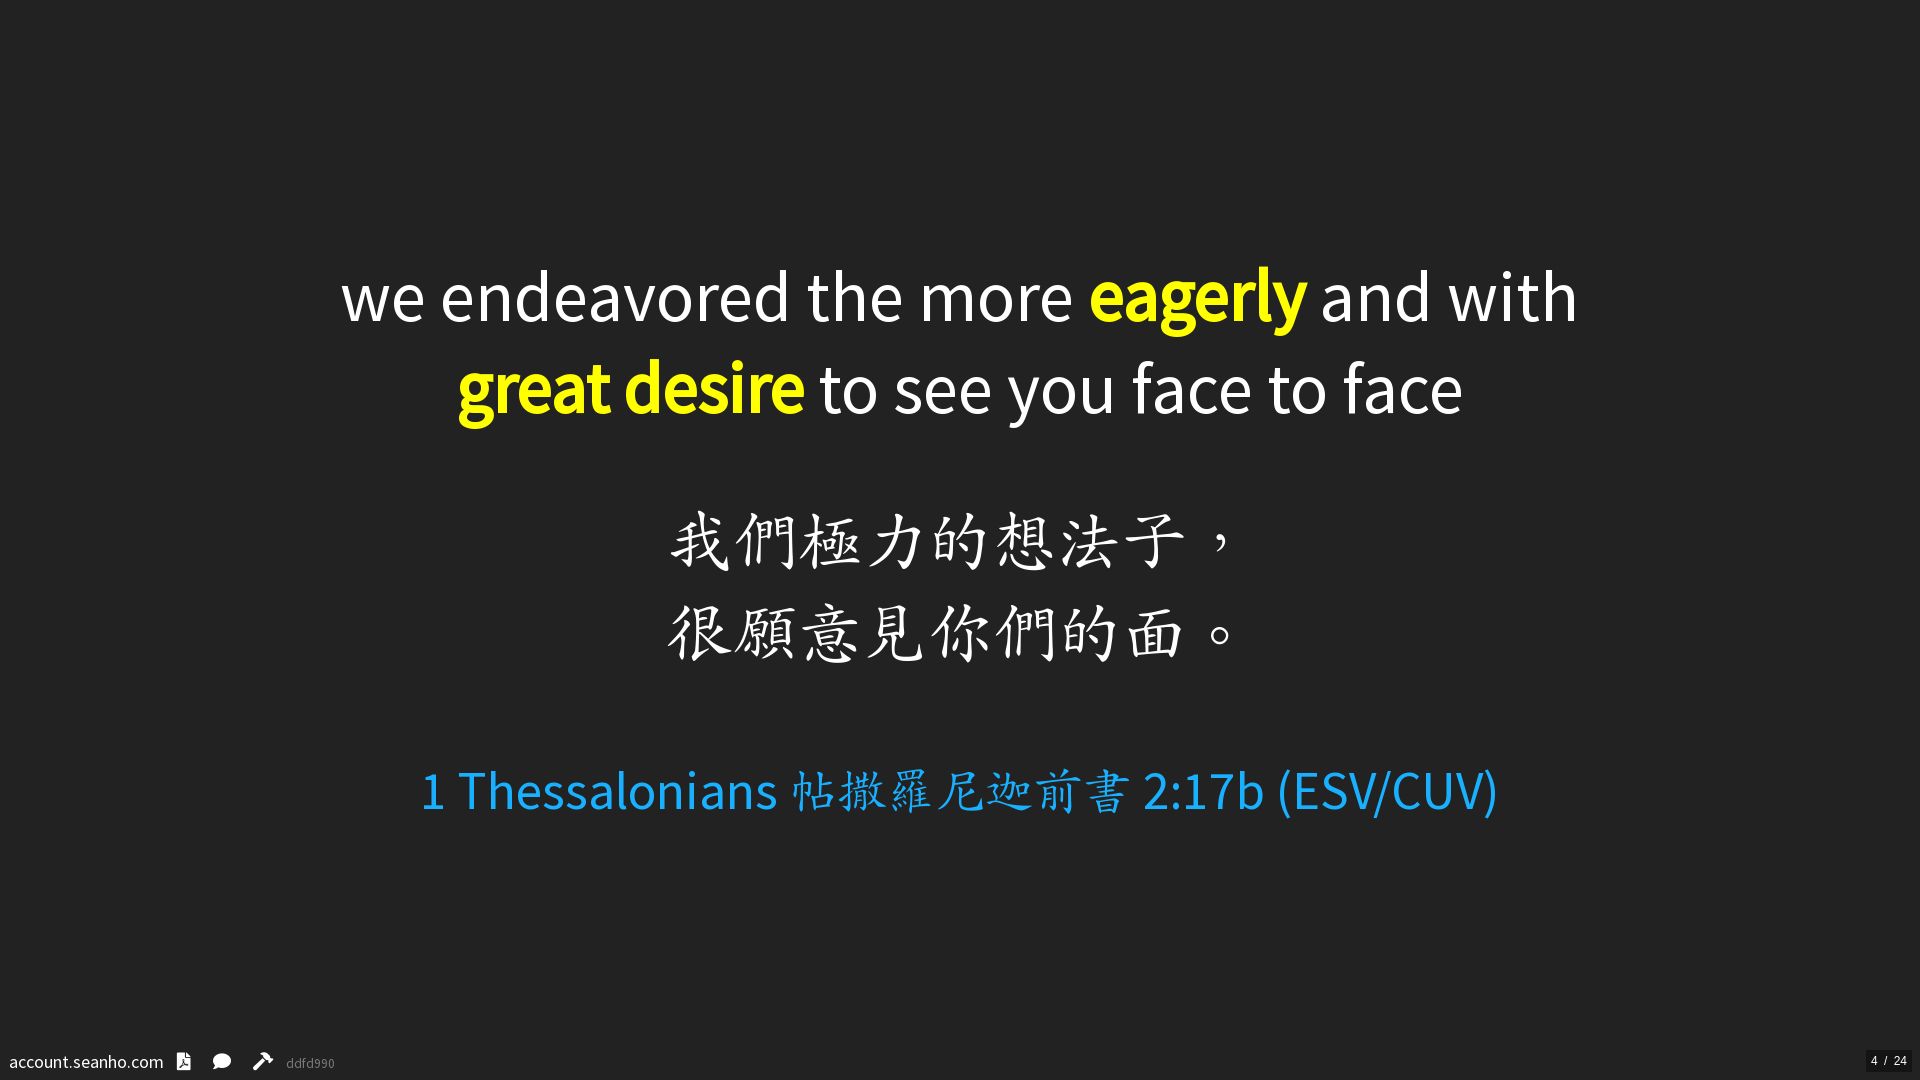 we endeavored the more eagerly and with
great desire to see you face to face
我們極力的想法子，
很願意見你們的面。
1 Thessalonians 帖撒羅尼迦前書 2:17b (ESV/CUV)
account.seanho.com ddfd990
4 / 24